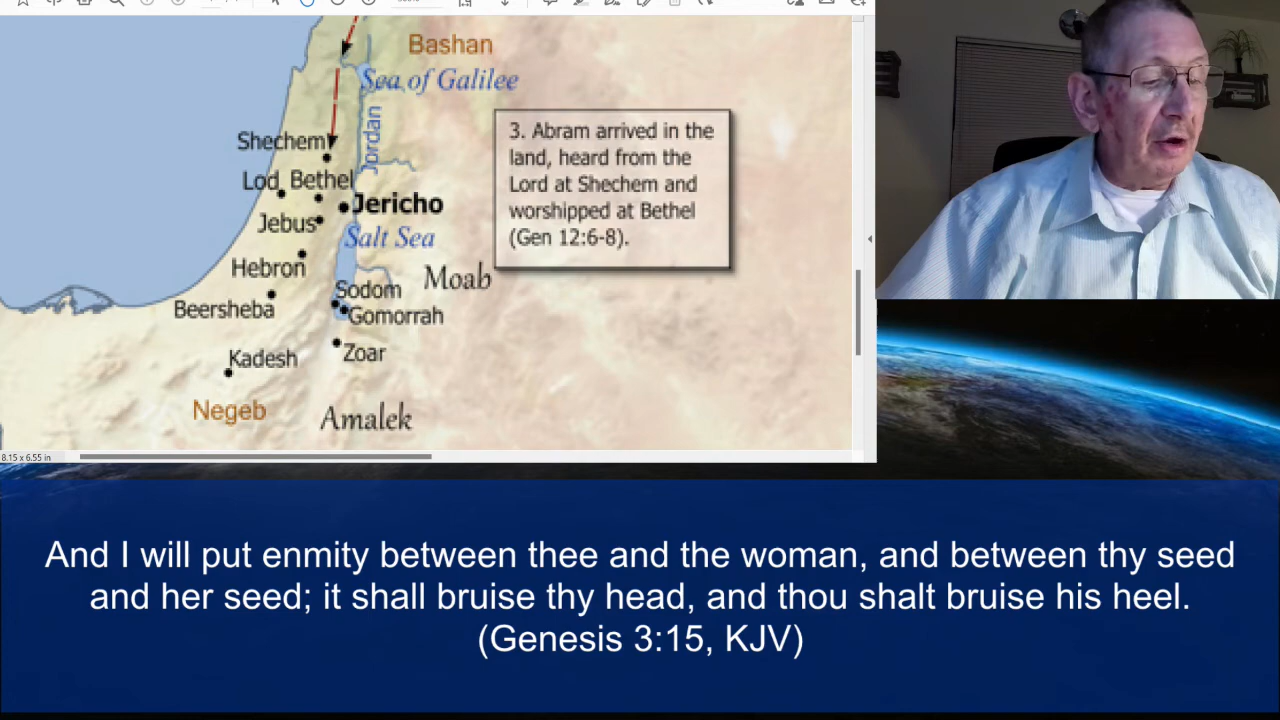 Bashan
Sea of Galilee
Jordan
Shechem
Lod Bethel
Jericho
Jebus
Salt Sea
Hebron
Moab
Sodom
Beersheba
Gomorrah
Zoar
Kadesh
Negeb
Amalek
3. Abram arrived in the
land, heard from the
Lord at Shechem and
worshipped at Bethel
(Gen 12:6-8).
8.15 x 6.55 in
And I will put enmity between thee and the woman, and between thy seed
and her seed; it shall bruise thy head, and thou shalt bruise his heel.
(Genesis 3:15, KJV)